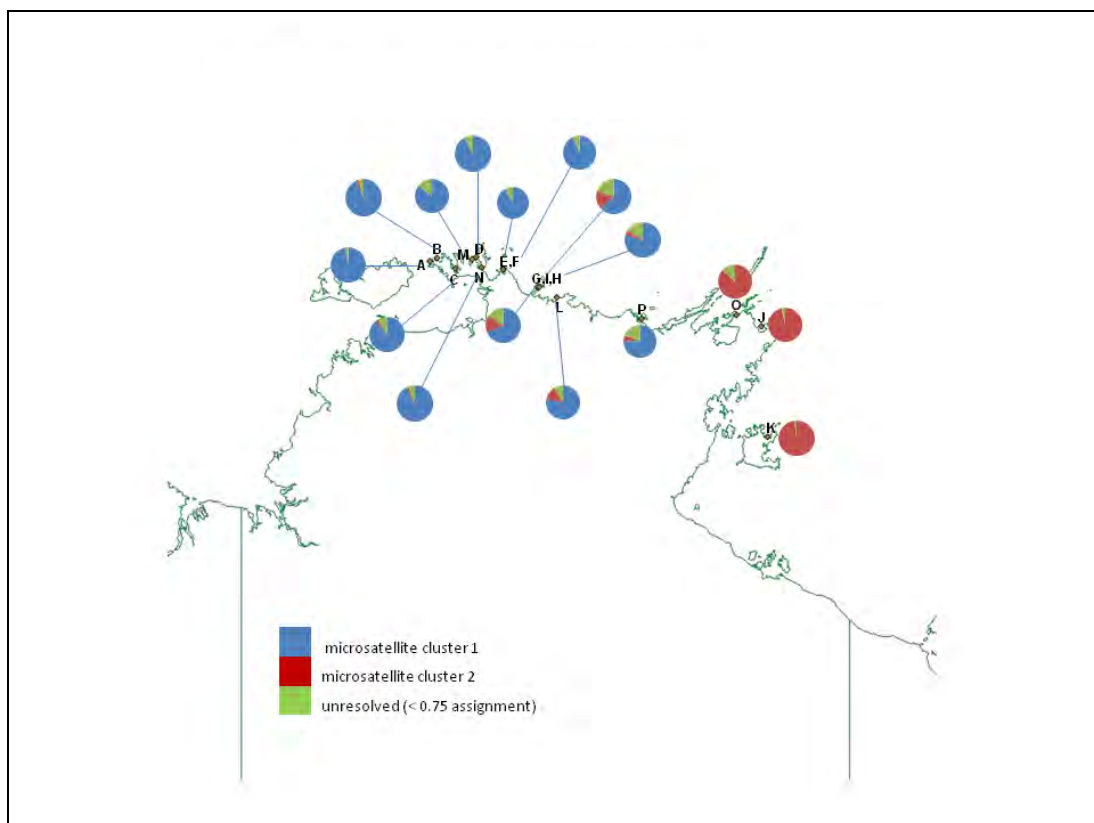 D
B
M
A
E,F
C
N
G,I,H
L
P
O
J
K
microsatellite cluster 1
microsatellite cluster 2
unresolved (< 0.75 assignment)